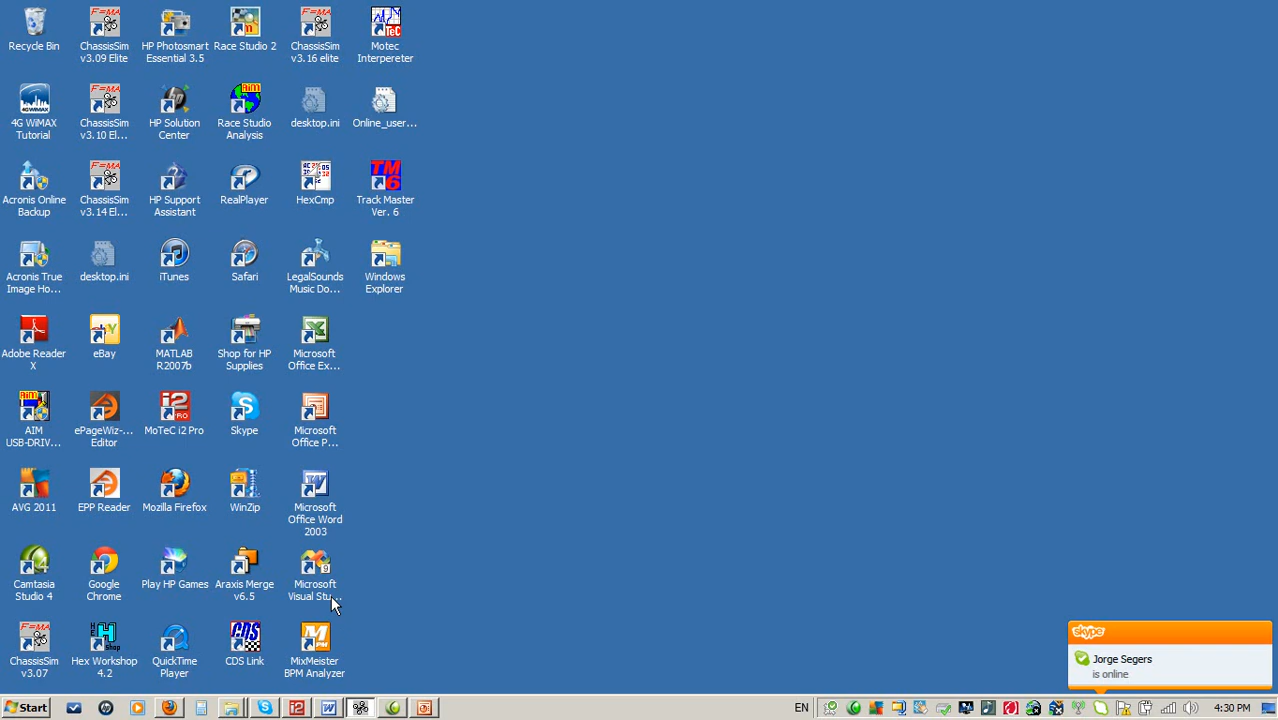 Recycle Bin
ChassisSim
v3.09 Elite
HP Photosmart
Essential 3.5
Race Studio 2
ChassisSim
v3.16 elite
Motec
Interpereter
4G WiMAX
Tutorial
ChassisSim
v3.10 El...
HP Solution
Center
Race Studio
Analysis
desktop.ini
Online_user...
Acronis Online
Backup
ChassisSim
v3.14 El...
HP Support
Assistant
RealPlayer
HexCmp
Track Master
Ver. 6
Acronis True
Image Ho...
desktop.ini
iTunes
Safari
LegalSounds
Music Do...
Windows
Explorer
Adobe Reader
X
eBay
MATLAB
R2007b
Shop for HP
Supplies
Microsoft
Office Ex...
AIM
USB-DRIV...
ePageWiz-...
Editor
MoTeC i2 Pro
Skype
Microsoft
Office P...
AVG 2011
EPP Reader
Mozilla Firefox
WinZip
Microsoft
Office Word
2003
Camtasia
Studio 4
Google
Chrome
Play HP Games
Araxis Merge
v6.5
Microsoft
Visual Stu...
ChassisSim
v3.07
Hex Workshop
4.2
QuickTime
Player
CDS Link
MixMeister
BPM Analyzer
skype
Jorge Segers
is online
Start
EN
4:30 PM